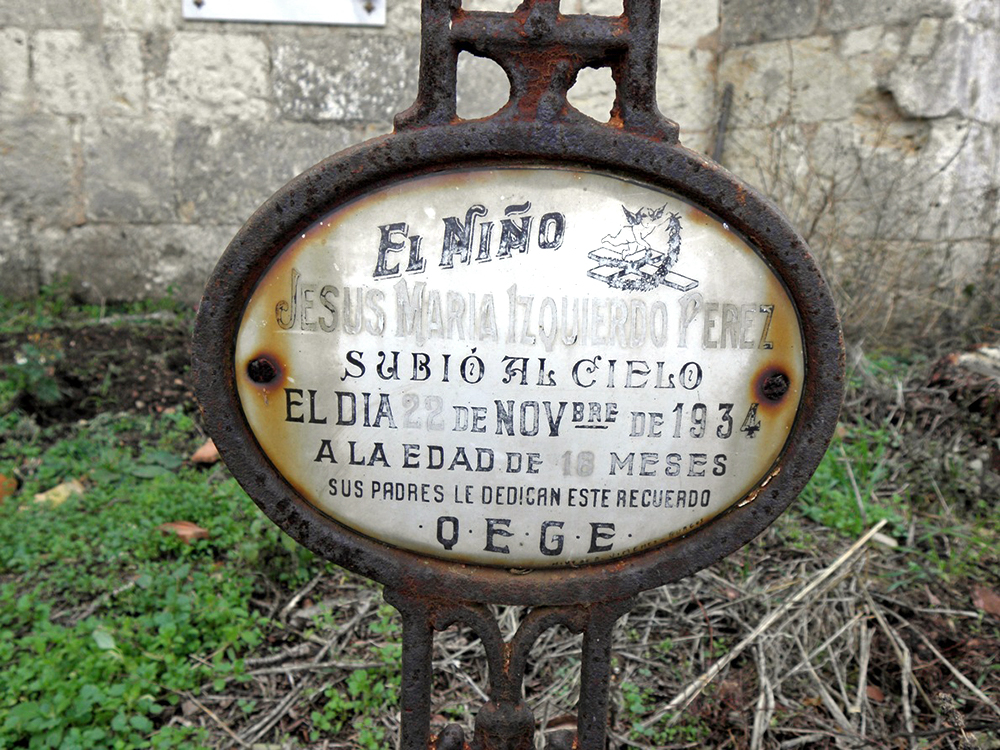 EL NIÑO
JESUS MARIA IZQUIERDO PEREZ
SUBIÓ AL CIELO
EL DIA 22 DE NOVBRE DE 1934
A LA EDAD DE 18 MESES
SUS PADRES LE DEDICAN ESTE RECUERDO
Q.E.G.E.